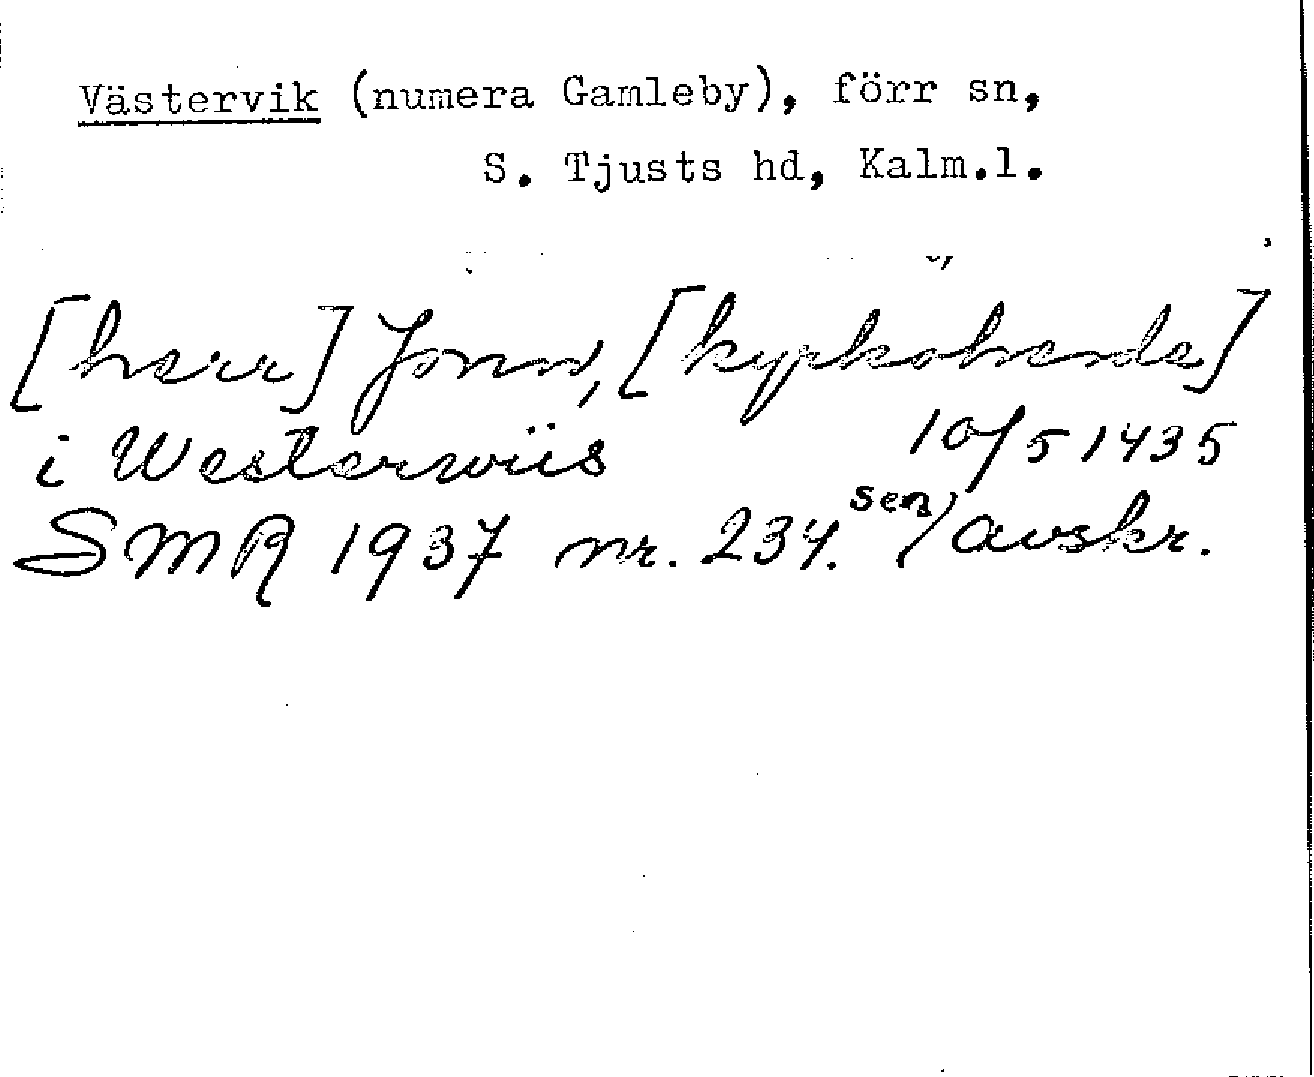 Västervik (numera Gamleby), förr sn,
S. Tjusts hd, Kalm.l.
[herr] Jonne, [kyrkoherde]
i Westerwiis 10/5 1435
SMR 1937 nr. 234. sen/ avskr.